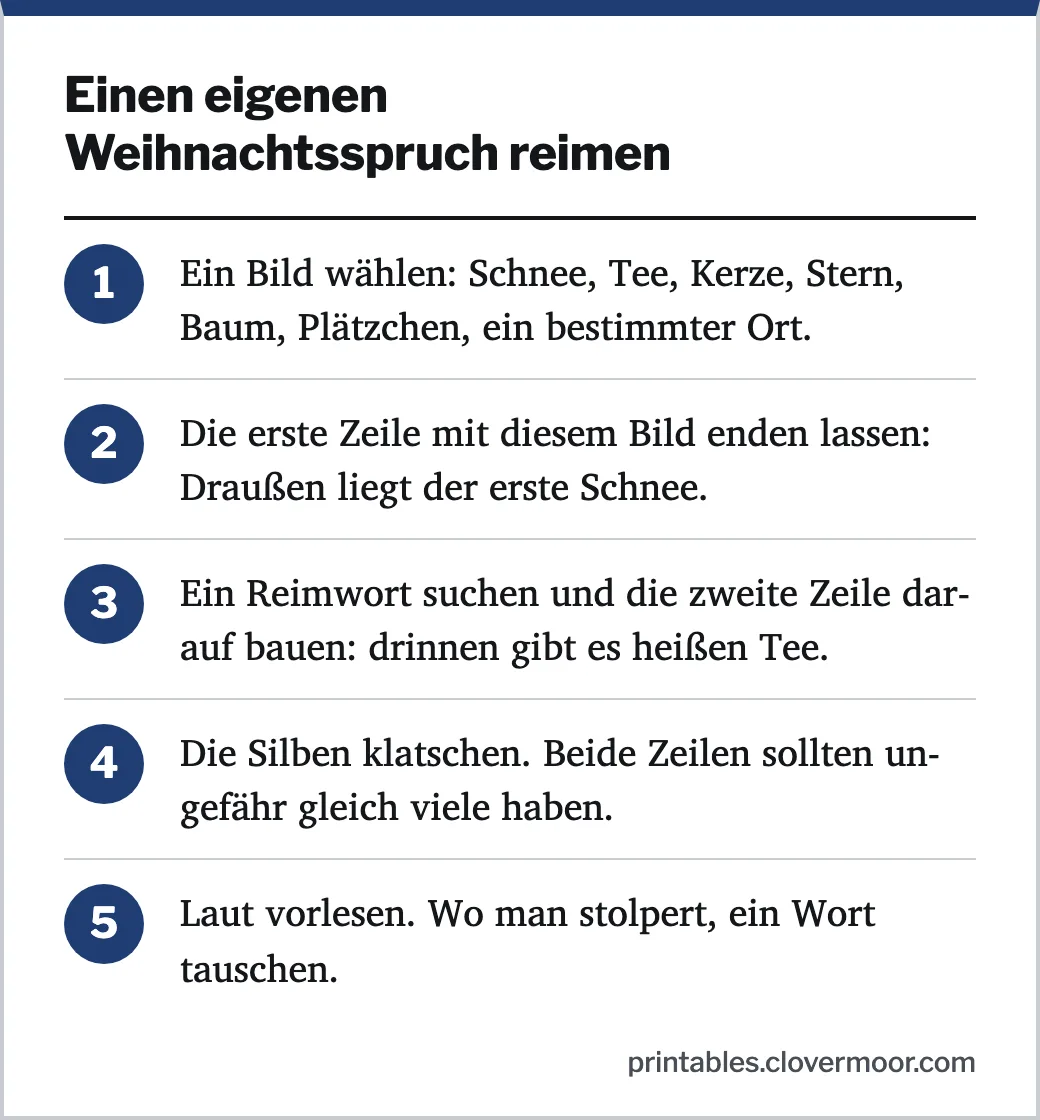 Einen eigenen
Weihnachtsspruch reimen
1
Ein Bild wählen: Schnee, Tee, Kerze, Stern,
Baum, Plätzchen, ein bestimmter Ort.
2
Die erste Zeile mit diesem Bild enden lassen:
Draußen liegt der erste Schnee.
3
Ein Reimwort suchen und die zweite Zeile dar-
auf bauen: drinnen gibt es heißen Tee.
4
Die Silben klatschen. Beide Zeilen sollten un-
gefähr gleich viele haben.
5
Laut vorlesen. Wo man stolpert, ein Wort
tauschen.
printables.clovermoor.com